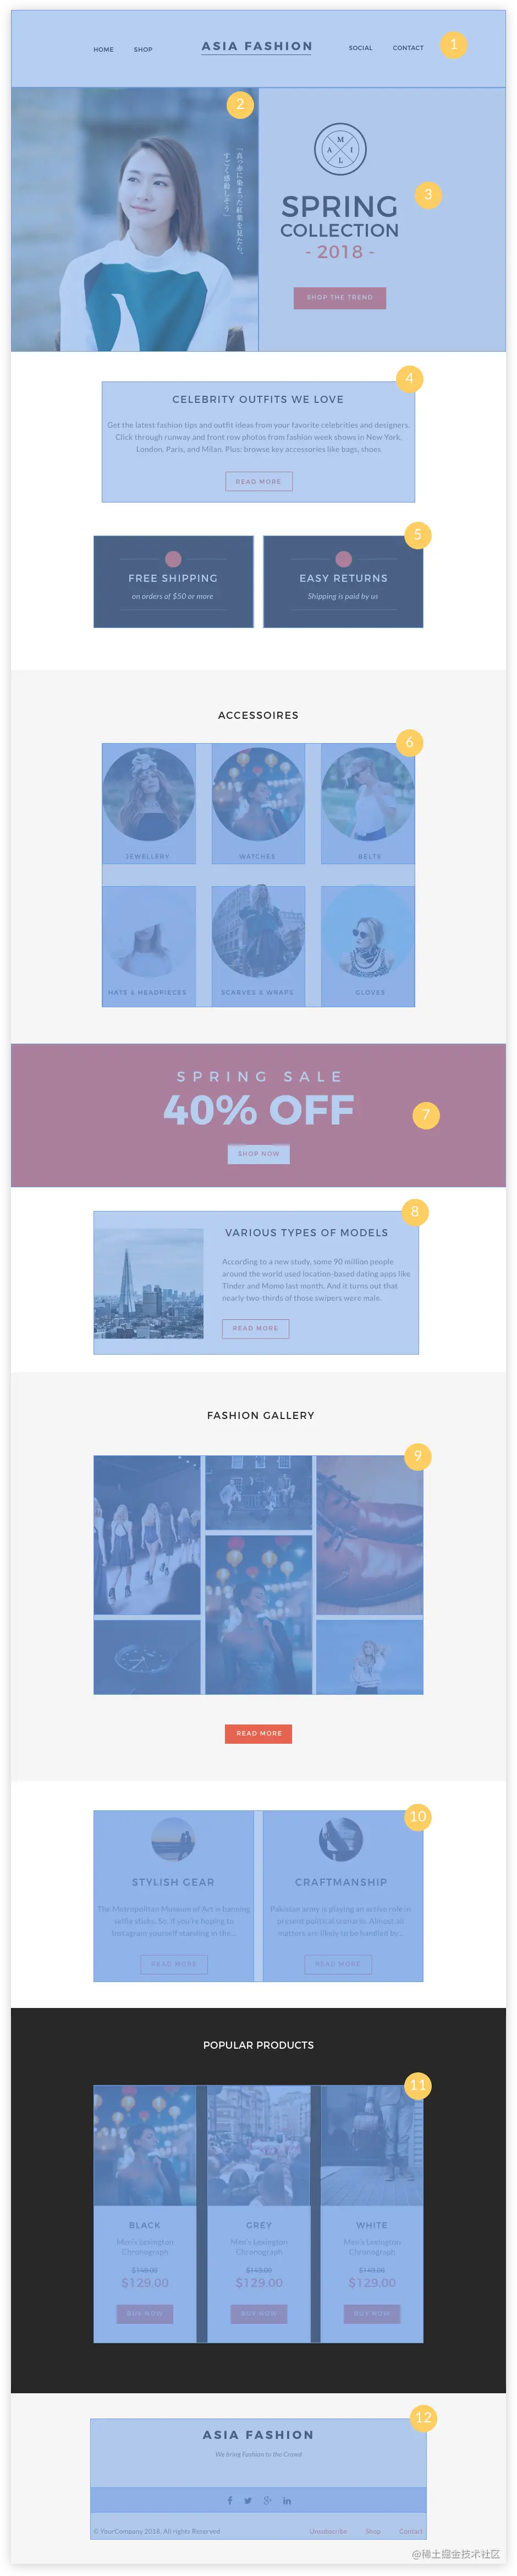 HOME SHOP ASIA FASHION SOCIAL CONTACT 1
2
3
M
A I
L
「真っ赤に染まった紅葉を見たら、
すごく感動しそう」
SPRING
COLLECTION
- 2018 -
SHOP THE TREND
4
CELEBRITY OUTFITS WE LOVE
Get the latest fashion tips and outfit ideas from your favorite celebrities and designers.
Click through runway and front row photos from fashion week shows in New York,
London, Paris, and Milan. Plus: browse key accessories like bags, shoes
READ MORE
5
FREE SHIPPING
on orders of $50 or more
EASY RETURNS
Shipping is paid by us
ACCESSOIRES
6
JEWELLERY WATCHES BELTS
HATS & HEADPIECES SCARVES & WRAPS GLOVES
SPRING SALE
40% OFF
7
SHOP NOW
8
VARIOUS TYPES OF MODELS
According to a new study, some 90 million people
around the world used location-based dating apps like
Tinder and Momo last month. And it turns out that
nearly two-thirds of those swipers were male.
READ MORE
FASHION GALLERY
9
READ MORE
10
STYLISH GEAR
The Metropolitan Museum of Art is banning
selfie sticks. So, if you're hoping to
Instagram yourself standing in the...
READ MORE
CRAFTMANSHIP
Pakistan army is playing an active role in
present political scenario. Almost all
matters are likely to be handled by...
READ MORE
POPULAR PRODUCTS
11
BLACK
Men's Lexington
Chronograph
$149.00
$129.00
BUY NOW
GREY
Men's Lexington
Chronograph
$149.00
$129.00
BUY NOW
WHITE
Men's Lexington
Chronograph
$149.00
$129.00
BUY NOW
12
ASIA FASHION
We bring Fashion to the Crowd
© YourCompany 2018. All rights Reserved Unsubscribe Shop Contact
@稀土掘金技术社区